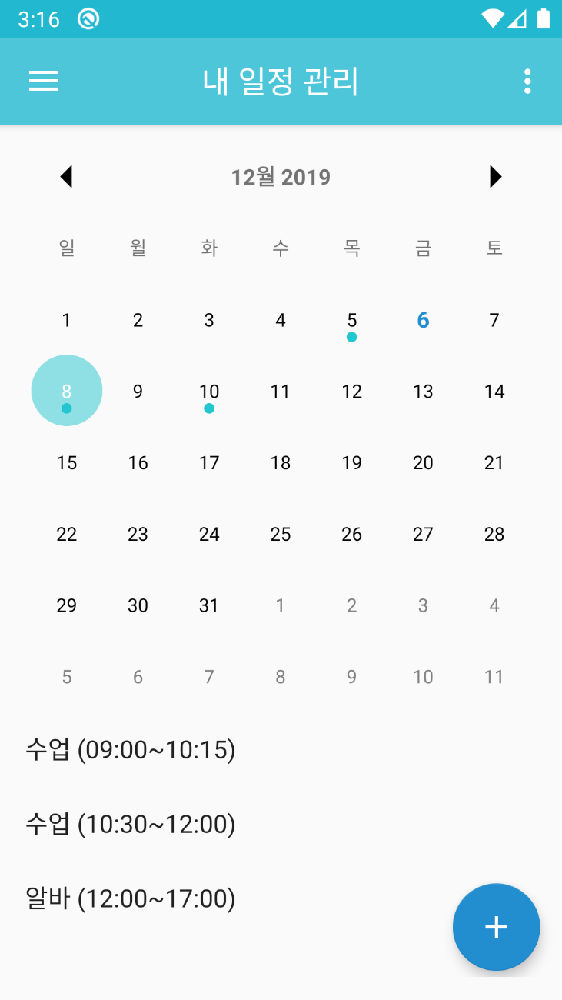 3:16
내 일정 관리
12월 2019
일 월 화 수 목 금 토
1 2 3 4 5 6 7
8 9 10 11 12 13 14
15 16 17 18 19 20 21
22 23 24 25 26 27 28
29 30 31 1 2 3 4
5 6 7 8 9 10 11
수업 (09:00~10:15)
수업 (10:30~12:00)
알바 (12:00~17:00)
+